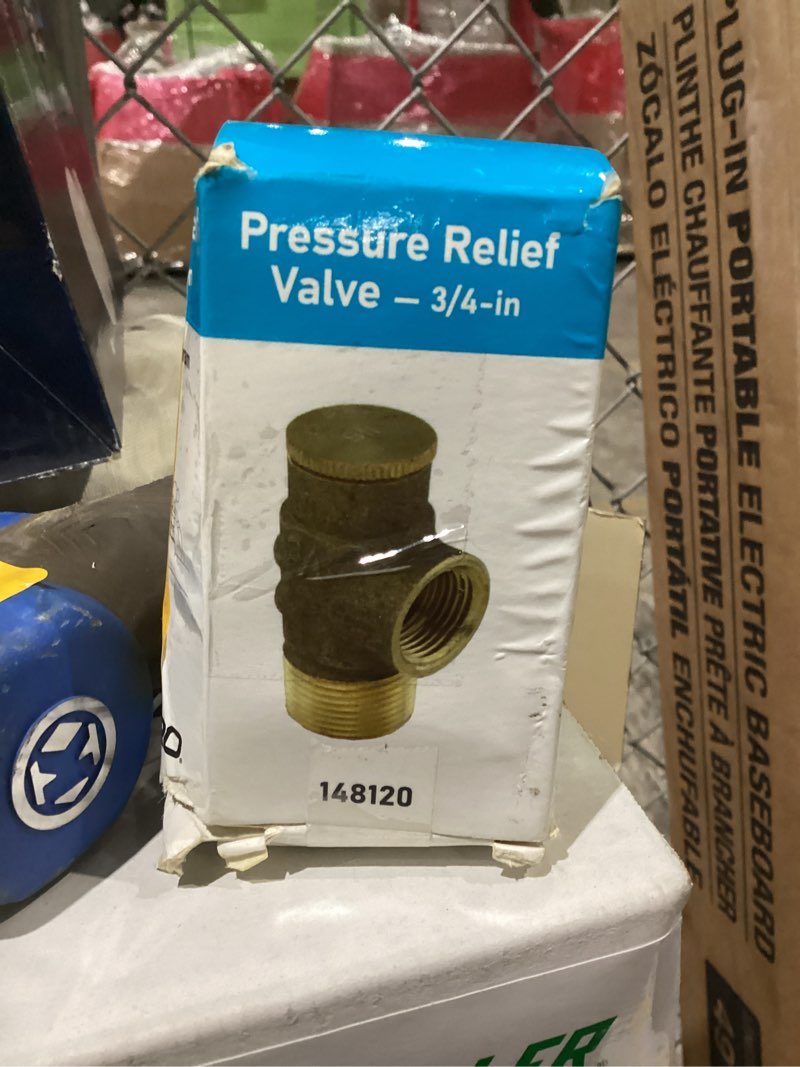 Pressure Relief
Valve – 3/4-in
148120
PLUG-IN PORTABLE ELECTRIC BASEBOARD
PLINTHE CHAUFFANTE PORTATIVE PRÊTE À BRANCHER
ZÓCALO ELÉCTRICO PORTÁTIL ENCHUFABLE